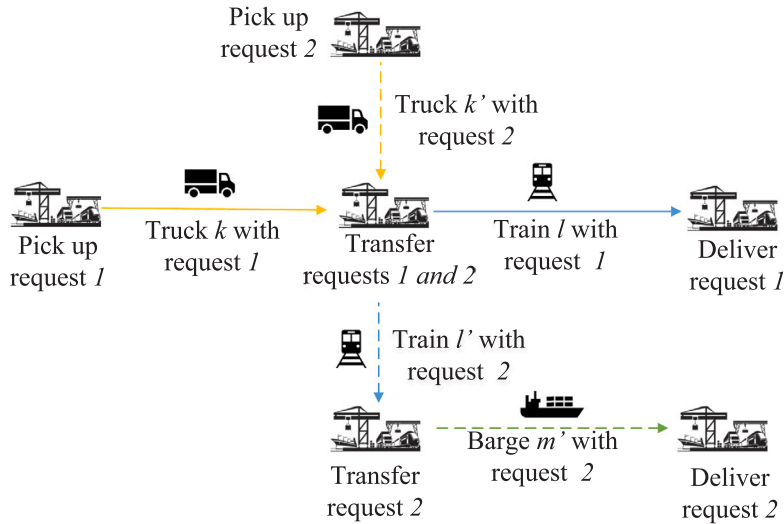 Pick up
request 2
Truck k’ with
request 2
Pick up
request 1
Truck k with
request 1
Transfer
requests 1 and 2
Train l with
request 1
Deliver
request 1
Train l’ with
request 2
Transfer
request 2
Barge m’ with
request 2
Deliver
request 2